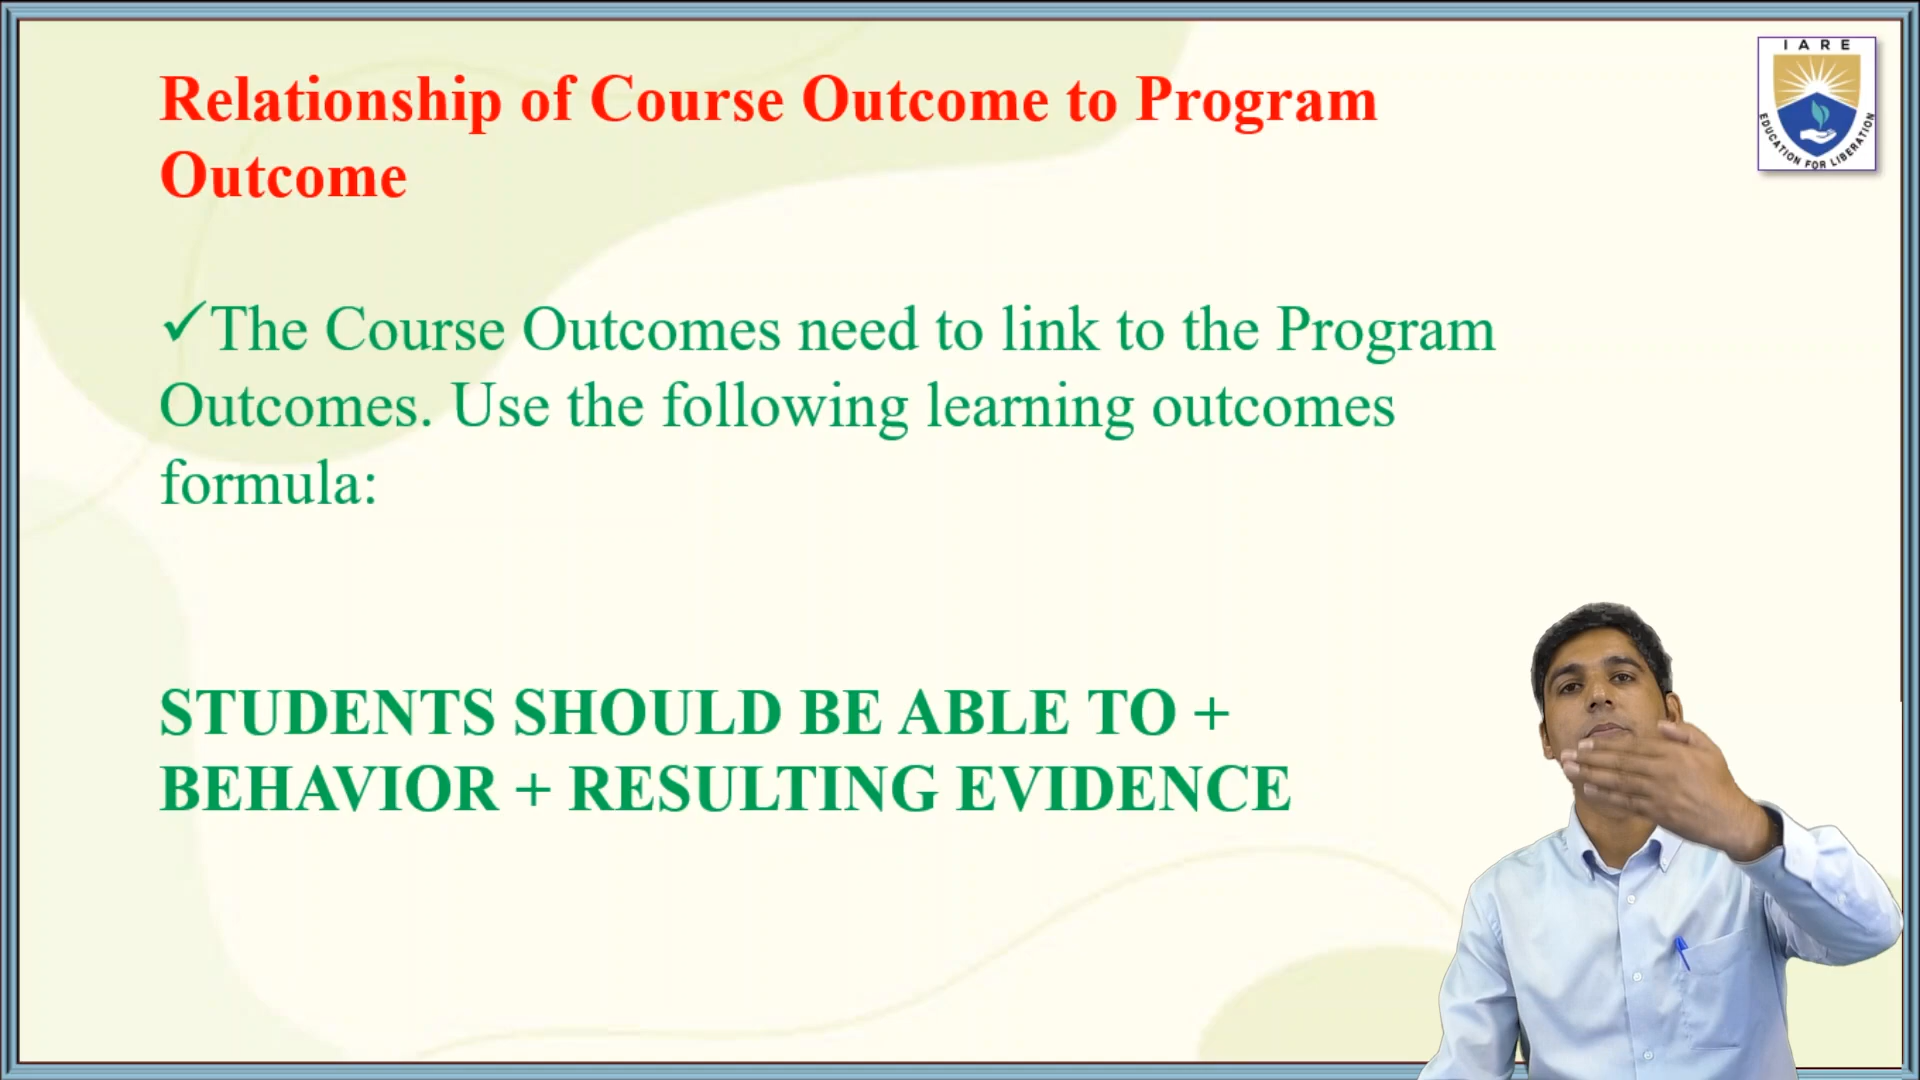 Relationship of Course Outcome to Program
Outcome
I A R E
EDUCATION FOR LIBERATION
✓The Course Outcomes need to link to the Program
Outcomes. Use the following learning outcomes
formula:
STUDENTS SHOULD BE ABLE TO +
BEHAVIOR + RESULTING EVIDENCE